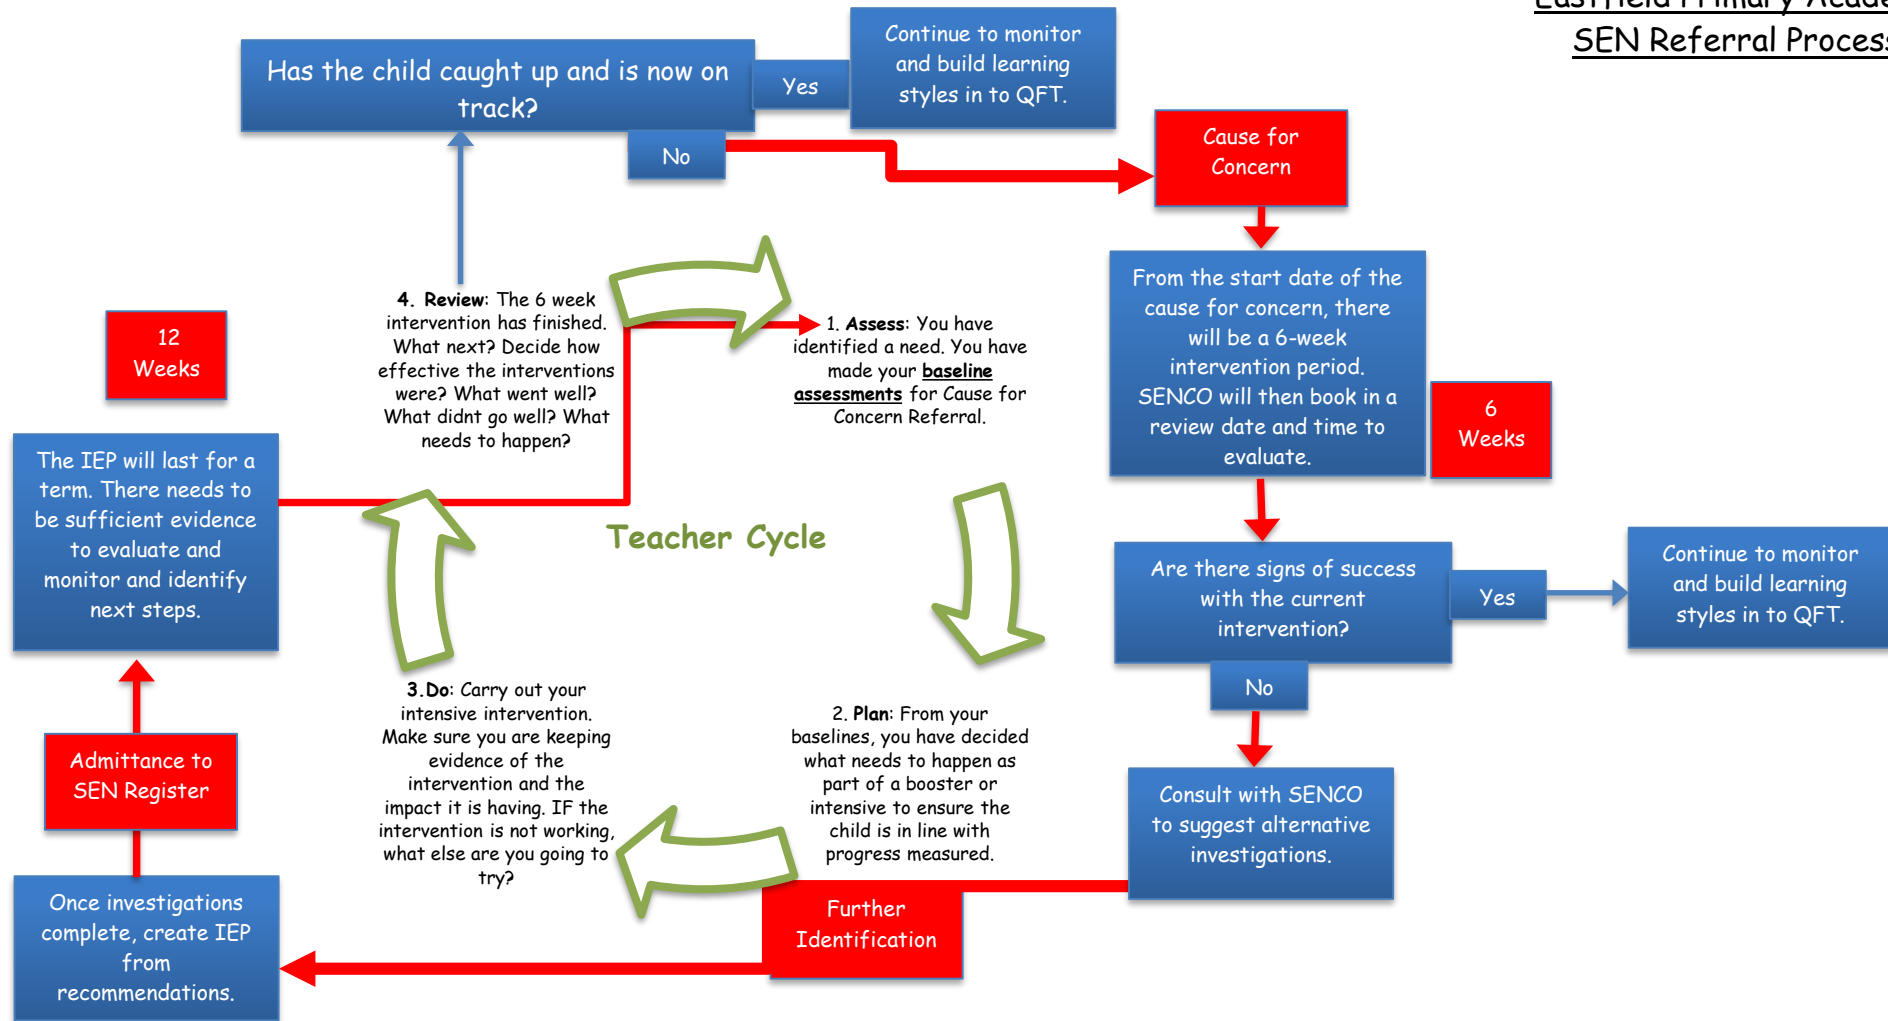 Eastfield Primary Acade
SEN Referral Process
Has the child caught up and is now on
track?
Yes
Continue to monitor
and build learning
styles in to QFT.
No
Cause for
Concern
From the start date of the
cause for concern, there
will be a 6-week
intervention period.
SENCO will then book in a
review date and time to
evaluate.
6
Weeks
Are there signs of success
with the current
intervention?
Yes
Continue to monitor
and build learning
styles in to QFT.
No
Consult with SENCO
to suggest alternative
investigations.
Further
Identification
Once investigations
complete, create IEP
from
recommendations.
Admittance to
SEN Register
The IEP will last for a
term. There needs to
be sufficient evidence
to evaluate and
monitor and identify
next steps.
12
Weeks
Teacher Cycle
1. Assess: You have
identified a need. You have
made your baseline
assessments for Cause for
Concern Referral.
2. Plan: From your
baselines, you have decided
what needs to happen as
part of a booster or
intensive to ensure the
child is in line with
progress measured.
3.Do: Carry out your
intensive intervention.
Make sure you are keeping
evidence of the
intervention and the
impact it is having. IF the
intervention is not working,
what else are you going to
try?
4. Review: The 6 week
intervention has finished.
What next? Decide how
effective the interventions
were? What went well?
What didnt go well? What
needs to happen?